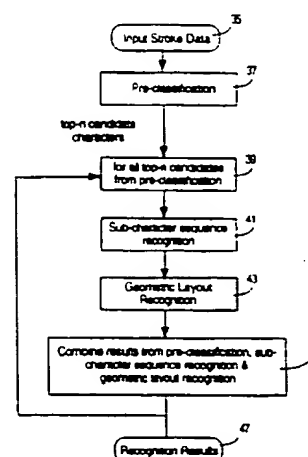 35
Input Stroke Data
37
Pre-classification
top-n candidate
characters
39
for all top-n candidates
from pre-classification
41
Sub-character sequence
recognition
43
Geometric Layout
Recognition
Combine results from pre-classification, sub-
character sequence recognition &
geometric layout recognition
47
Recognition Results